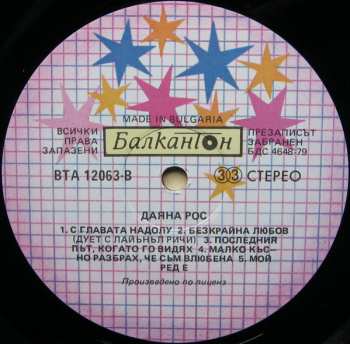 MADE IN BULGARIA
ВСИЧКИ
ПРАВА
ЗАПАЗЕНИ
Балкантон
ПРЕЗАПИСЪТ
ЗАБРАНЕН
БДС 4648-79
ВТА 12063-В
33 СТЕРЕО
ДАЯНА РОС
1. С ГЛАВАТА НАДОЛУ 2. БЕЗКРАЙНА ЛЮБОВ
(ДУЕТ С ЛАЙЪНЪЛ РИЧИ) 3. ПОСЛЕДНИЯ
ПЪТ, КОГАТО ГО ВИДЯХ 4. МАЛКО КЪС-
НО РАЗБРАХ, ЧЕ СЪМ ВЛЮБЕНА 5. МОЙ
РЕД Е
Произведено по лиценз